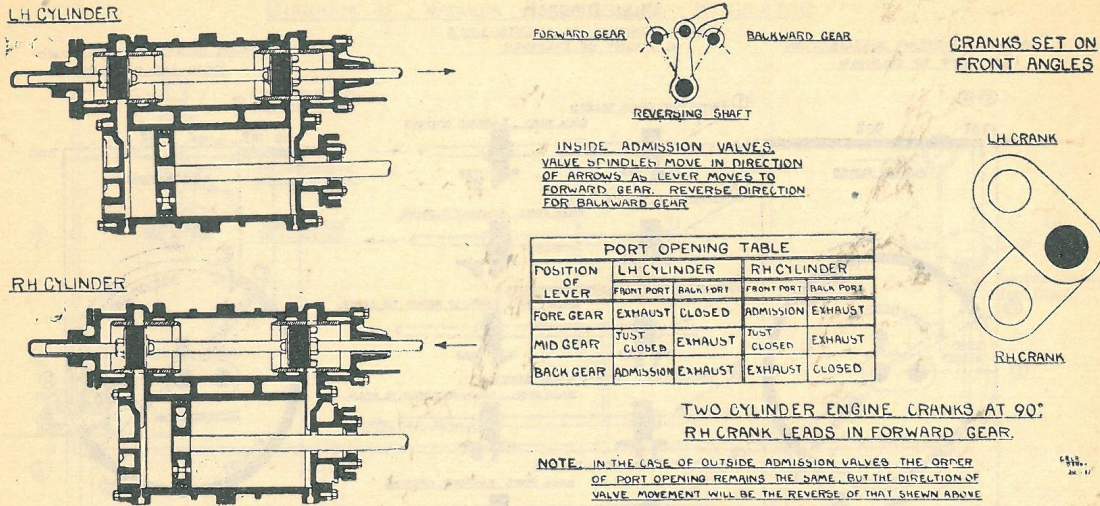 LH CYLINDER
FORWARD GEAR
BACKWARD GEAR
REVERSING SHAFT
CRANKS SET ON
FRONT ANGLES
INSIDE ADMISSION VALVES.
VALVE SPINDLES MOVE IN DIRECTION
OF ARROWS AS LEVER MOVES TO
FORWARD GEAR. REVERSE DIRECTION
FOR BACKWARD GEAR
LH CRANK
RH CRANK
RH CYLINDER
PORT OPENING TABLE
POSITION OF LEVER LH CYLINDER RH CYLINDER
FRONT PORT BACK PORT FRONT PORT BACK PORT
FORE GEAR EXHAUST CLOSED ADMISSION EXHAUST
MID GEAR JUST CLOSED EXHAUST JUST CLOSED EXHAUST
BACK GEAR ADMISSION EXHAUST EXHAUST CLOSED
TWO CYLINDER ENGINE CRANKS AT 90°.
RH CRANK LEADS IN FORWARD GEAR.
NOTE. IN THE CASE OF OUTSIDE ADMISSION VALVES THE ORDER
OF PORT OPENING REMAINS THE SAME, BUT THE DIRECTION OF
VALVE MOVEMENT WILL BE THE REVERSE OF THAT SHEWN ABOVE